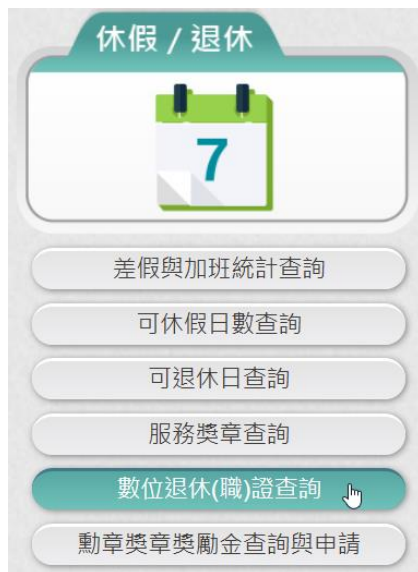 休假 / 退休
7
差假與加班統計查詢
可休假日數查詢
可退休日查詢
服務獎章查詢
數位退休(職)證查詢
勳章獎章獎勵金查詢與申請